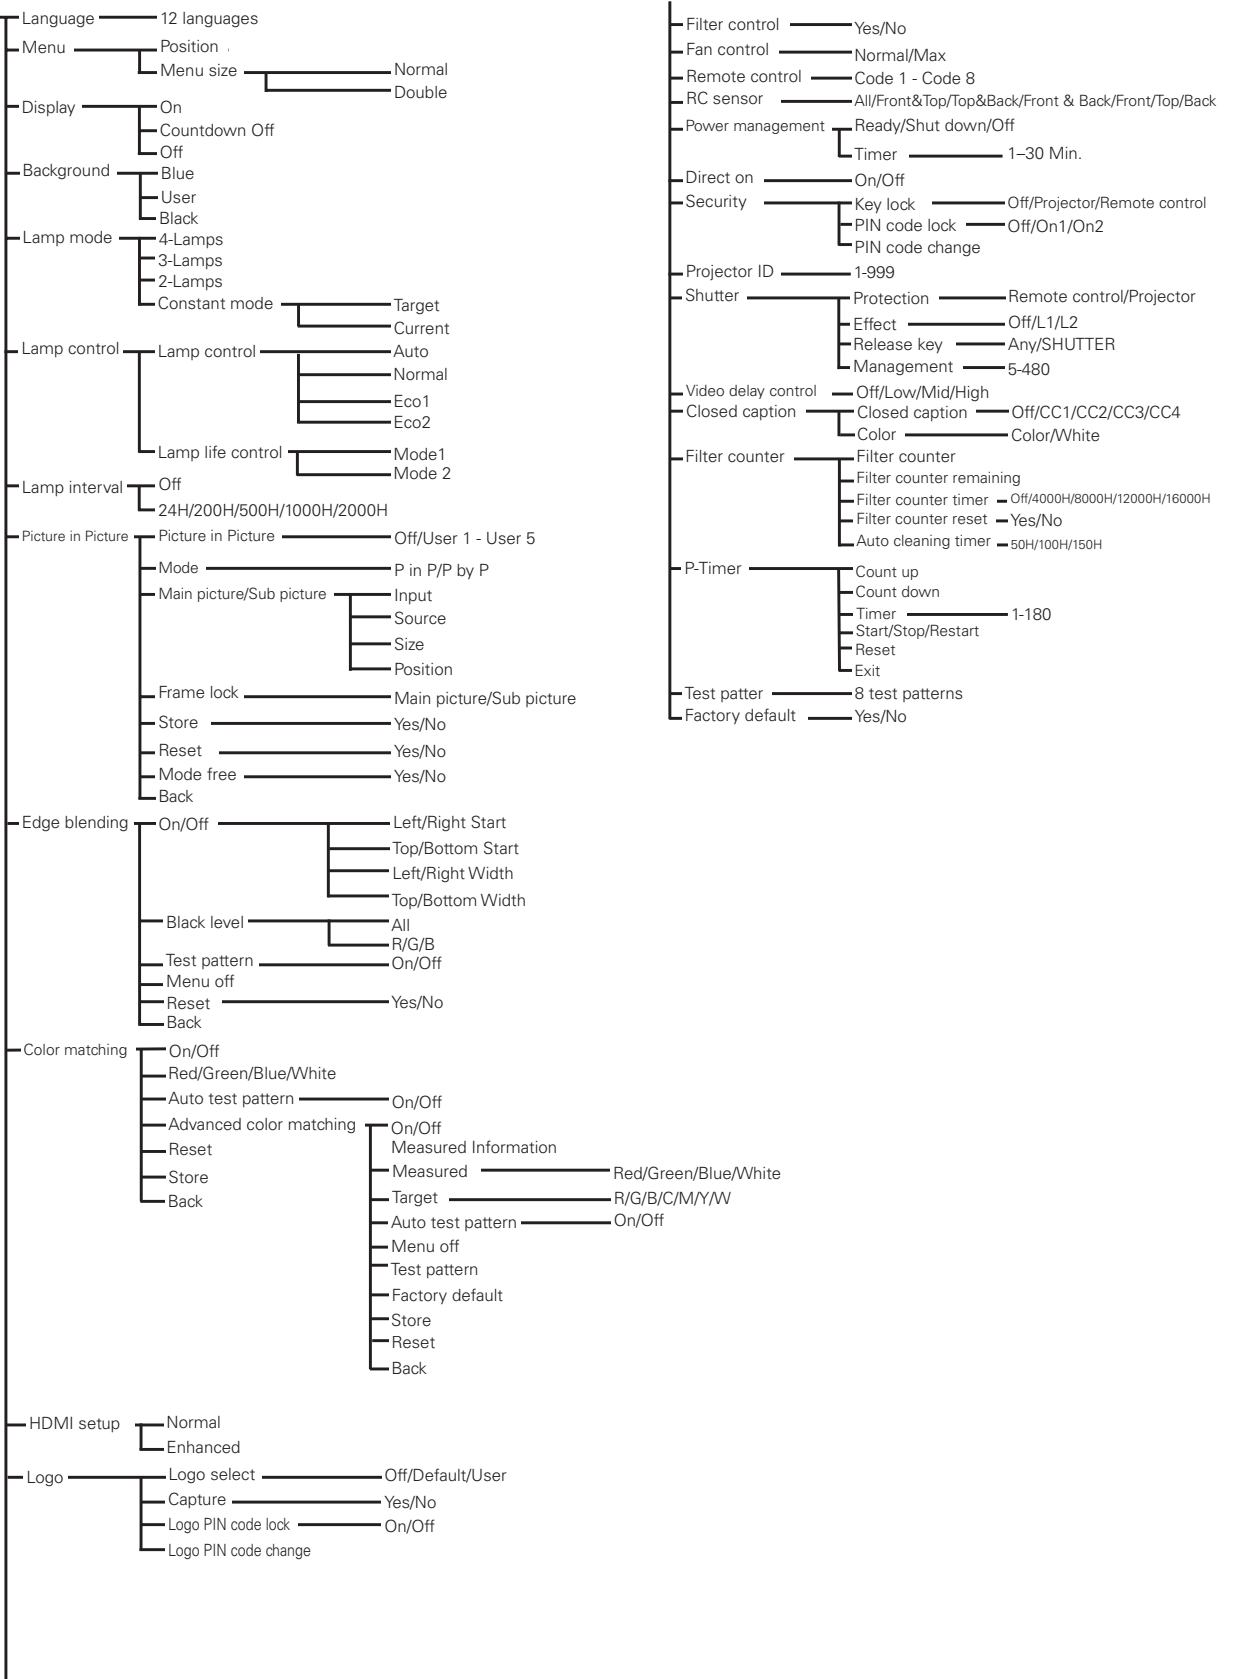 Language 12 languages
Menu Position
Menu size Normal
Double
Display On
Countdown Off
Off
Background Blue
User
Black
Lamp mode 4-Lamps
3-Lamps
2-Lamps
Constant mode Target
Current
Lamp control Lamp control Auto
Normal
Eco1
Eco2
Lamp life control Mode1
Mode 2
Lamp interval Off
24H/200H/500H/1000H/2000H
Picture in Picture Picture in Picture Off/User 1 - User 5
Mode P in P/P by P
Main picture/Sub picture Input
Source
Size
Position
Frame lock Main picture/Sub picture
Store Yes/No
Reset Yes/No
Mode free Yes/No
Back
Edge blending On/Off Left/Right Start
Top/Bottom Start
Left/Right Width
Top/Bottom Width
Black level All
R/G/B
Test pattern On/Off
Menu off
Reset Yes/No
Back
Color matching On/Off
Red/Green/Blue/White
Auto test pattern On/Off
Advanced color matching On/Off
Measured Information
Reset
Measured Red/Green/Blue/White
Store
Target R/G/B/C/M/Y/W
Back
Auto test pattern On/Off
Menu off
Test pattern
Factory default
Store
Reset
Back
HDMI setup Normal
Enhanced
Logo Logo select Off/Default/User
Capture Yes/No
Logo PIN code lock On/Off
Logo PIN code change
Filter control Yes/No
Fan control Normal/Max
Remote control Code 1 - Code 8
RC sensor All/Front&Top/Top&Back/Front & Back/Front/Top/Back
Power management Ready/Shut down/Off
Timer 1–30 Min.
Direct on On/Off
Security Key lock Off/Projector/Remote control
PIN code lock Off/On1/On2
PIN code change
Projector ID 1-999
Shutter Protection Remote control/Projector
Effect Off/L1/L2
Release key Any/SHUTTER
Management 5-480
Video delay control Off/Low/Mid/High
Closed caption Closed caption Off/CC1/CC2/CC3/CC4
Color Color/White
Filter counter Filter counter
Filter counter remaining
Filter counter timer Off/4000H/8000H/12000H/16000H
Filter counter reset Yes/No
Auto cleaning timer 50H/100H/150H
P-Timer Count up
Count down
Timer 1-180
Start/Stop/Restart
Reset
Exit
Test patter 8 test patterns
Factory default Yes/No